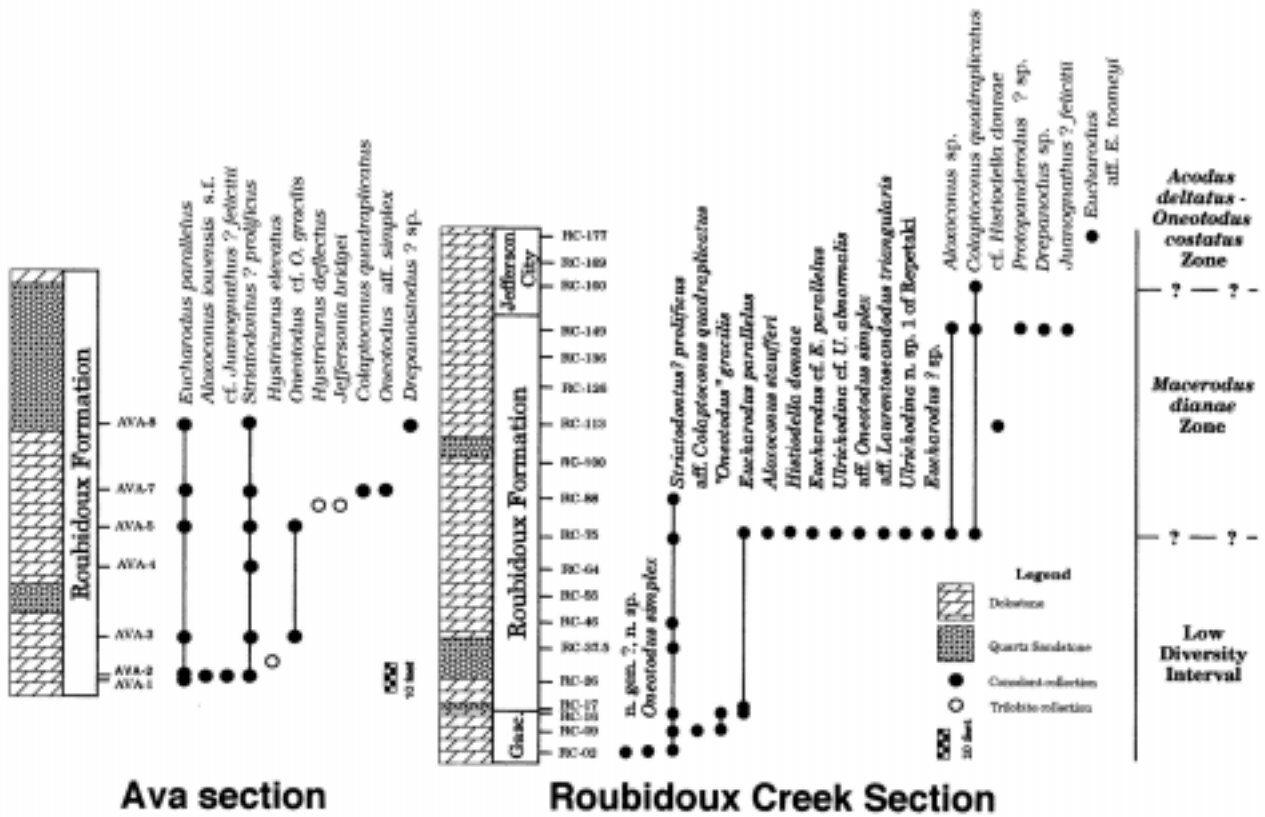 Roubidoux Formation
AVA-8
AVA-7
AVA-5
AVA-4
AVA-3
AVA-2
AVA-1
Eucharodus parallelus
Aloxoconus iowensis s.f.
cf. Juanognathus ? felicitii
Striatodontus ? prolificus
Hystricurus elevatus
Oneotodus cf. O. gracilis
Hystricurus deflectus
Jeffersonia bridgei
Colaptoconus quadraplicatus
Oneotodus aff. simplex
Drepanoistodus ? sp.
10 feet
Ava section
Jefferson
City
Roubidoux Formation
Gasc.
RC-177
RC-169
RC-160
RC-149
RC-136
RC-126
RC-113
RC-100
RC-88
RC-75
RC-64
RC-55
RC-46
RC-37.5
RC-26
RC-17
RC-16
RC-09
RC-02
n. gen. ?, n. sp.
Oneotodus simplex
Striatodontus? prolificus
aff. Colaptoconus quadraplicatus
"Oneotodus" gracilis
Eucharodus parallelus
Aloxoconus staufferi
Histiodella donnae
Eucharodus cf. E. parallelus
Ulrichodina cf. U. abnormalis
aff. Oneotodus simplex
aff. Laurentoscandodus triangularis
Ulrichodina n. sp. 1 of Repetski
Eucharodus ? sp.
Aloxoconus sp.
Colaptoconus quadraplicatus
cf. Histiodella donnae
Protopanderodus ? sp.
Drepanodus sp.
Juanognathus ? felicitii
Eucharodus
aff. E. toomeyi
Acodus
deltatus -
Oneotodus
costatus
Zone
? — ?
Macerodus
dianae
Zone
? — ?
Low
Diversity
Interval
Legend
Dolostone
Quartz Sandstone
Conodont collection
Trilobite collection
20 feet
Roubidoux Creek Section